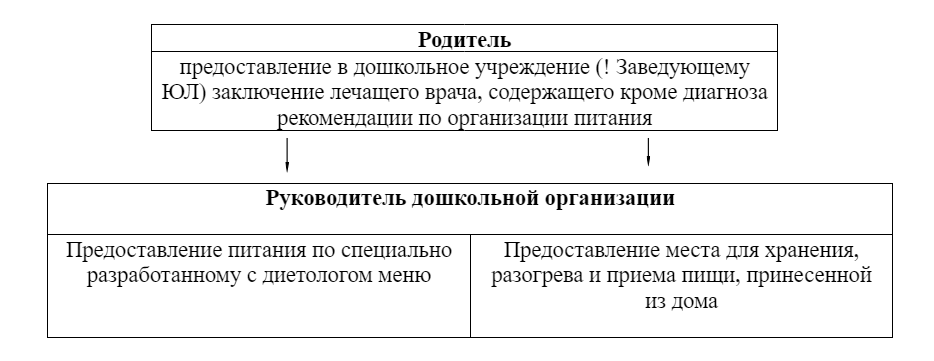 Родитель
предоставление в дошкольное учреждение (! Заведующему
ЮЛ) заключение лечащего врача, содержащего кроме диагноза
рекомендации по организации питания
Руководитель дошкольной организации
Предоставление питания по специально
разработанному с диетологом меню
Предоставление места для хранения,
разогрева и приема пищи, принесенной
из дома